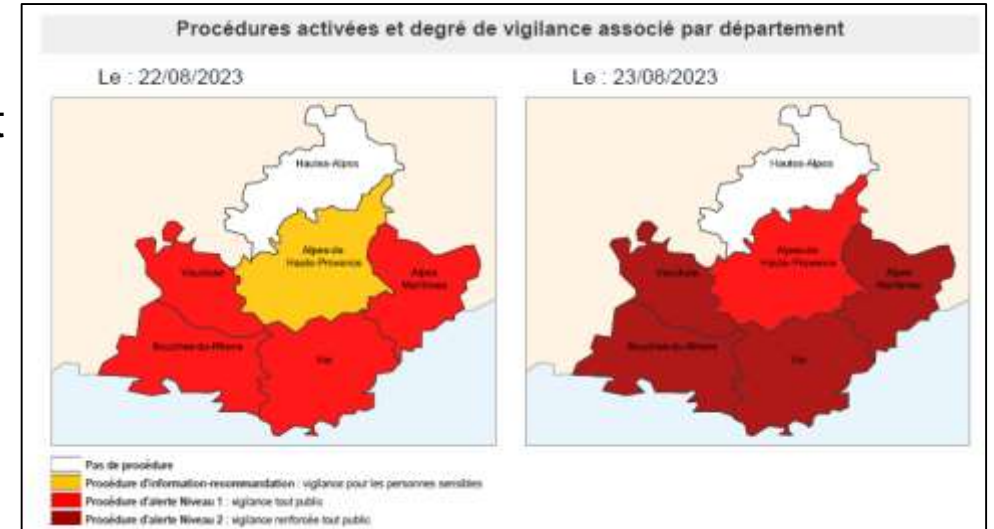 Procédures activées et degré de vigilance associé par département
Le : 22/08/2023
Le : 23/08/2023
Hautes-Alpes
Alpes-de
Haute-Provence
Vaucluse
Alpes
Maritimes
Bouches-du-Rhône
Var
Hautes-Alpes
Alpes-de
Haute-Provence
Vaucluse
Alpes
Maritimes
Bouches-du-Rhône
Var
Pas de procédure
Procédure d'information-recommandation : vigilance pour les personnes sensibles
Procédure d'alerte Niveau 1 : vigilance tout public
Procédure d'alerte Niveau 2 : vigilance renforcée tout public